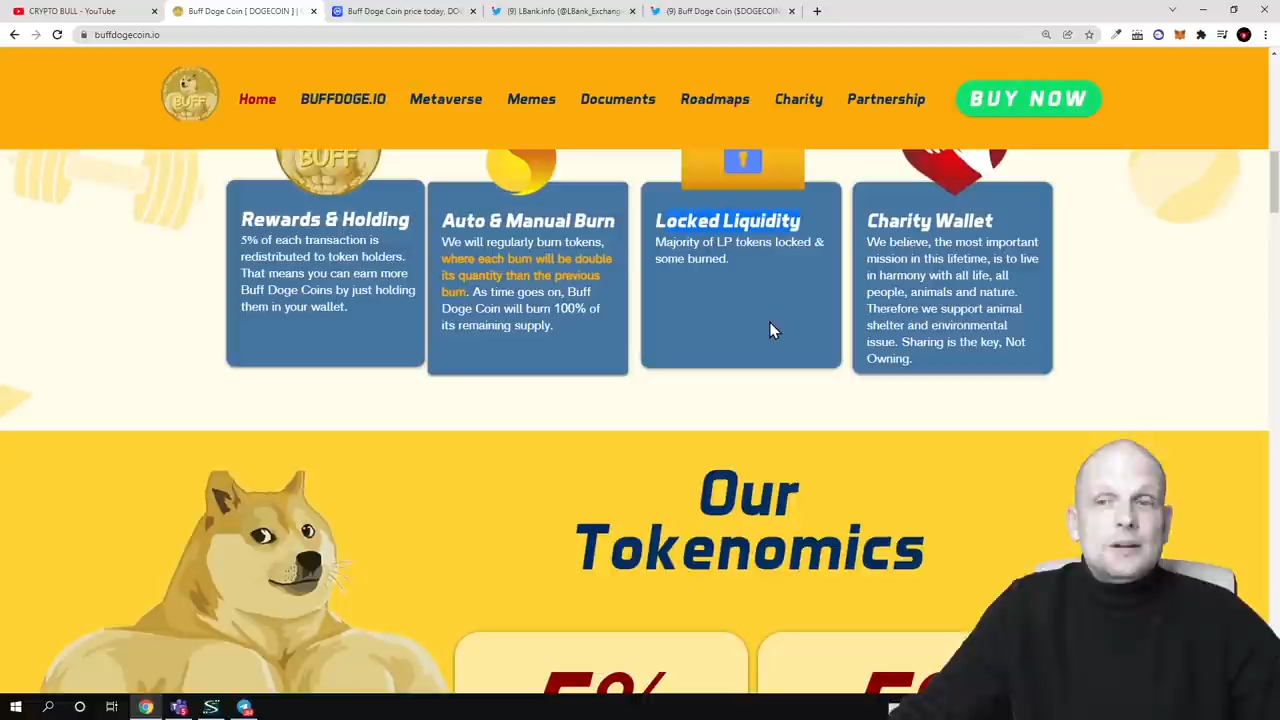 CRYPTO BULL - YouTube
Buff Doge Coin [ DOGECOIN ] | C
Buff Doge Coin price today, DO
(9) LBank.info (@LBank_Exchang
(9) Buff Doge Coin ($DOGECOIN
buffdogecoin.io
BUFF
Home
BUFFDOGE.IO
Metaverse
Memes
Documents
Roadmaps
Charity
Partnership
BUY NOW
BUFF
Rewards & Holding
5% of each transaction is
redistributed to token holders.
That means you can earn more
Buff Doge Coins by just holding
them in your wallet.
Auto & Manual Burn
We will regularly burn tokens,
where each burn will be double
its quantity than the previous
burn. As time goes on, Buff
Doge Coin will burn 100% of
its remaining supply.
Locked Liquidity
Majority of LP tokens locked &
some burned.
Charity Wallet
We believe, the most important
mission in this lifetime, is to live
in harmony with all life, all
people, animals and nature.
Therefore we support animal
shelter and environmental
issue. Sharing is the key, Not
Owning.
Our
Tokenomics
5%